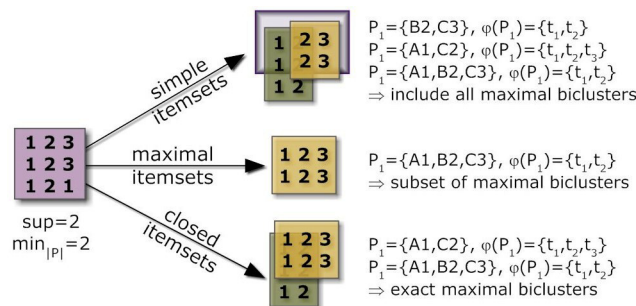 1 2 3
1 2 3
1 2 1
sup=2
min|P|=2
simple
itemsets
maximal
itemsets
closed
itemsets
1 2 3
1 2 3
1 2
P1={B2,C3}, φ(P1)={t1,t2}
P1={A1,C2}, φ(P1)={t1,t2,t3}
P1={A1,B2,C3}, φ(P1)={t1,t2}
⇒ include all maximal biclusters
1 2 3
1 2 3
P1={A1,B2,C3}, φ(P1)={t1,t2}
⇒ subset of maximal biclusters
1 2 3
1 2 3
1 2
P1={A1,C2}, φ(P1)={t1,t2,t3}
P1={A1,B2,C3}, φ(P1)={t1,t2}
⇒ exact maximal biclusters